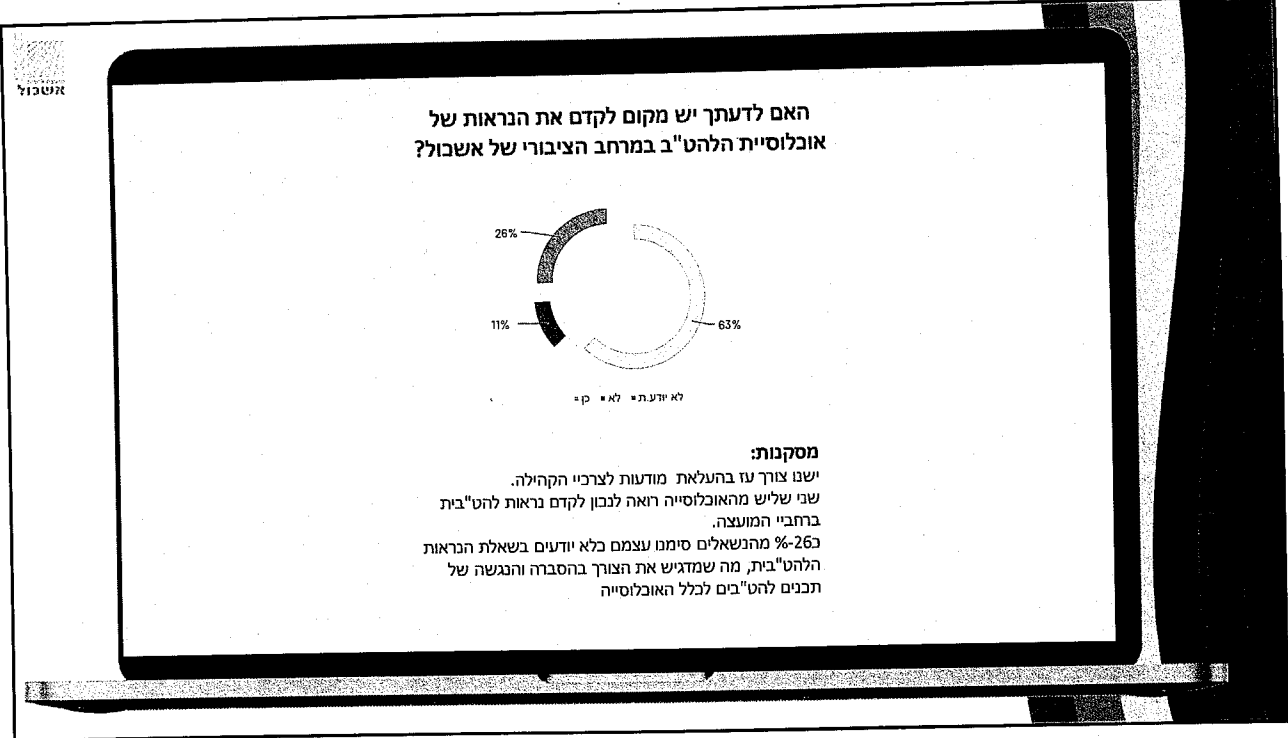 אשכול
האם לדעתך יש מקום לקדם את הנראות של
אוכלוסיית הלהט"ב במרחב הציבורי של אשכול?
26%
11%
63%
כן לא לא יודע.ת
מסקנות:
ישנו צורך עז בהעלאת מודעות לצרכיי הקהילה.
שני שליש מהאוכלוסייה רואה לנכון לקדם נראות להט"בית
ברחביי המועצה.
כ26-% מהנשאלים סימנו עצמם כלא יודעים בשאלת הנראות
הלהט"בית, מה שמדגיש את הצורך בהסברה והנגשה של
תכנים להט"בים לכלל האוכלוסייה